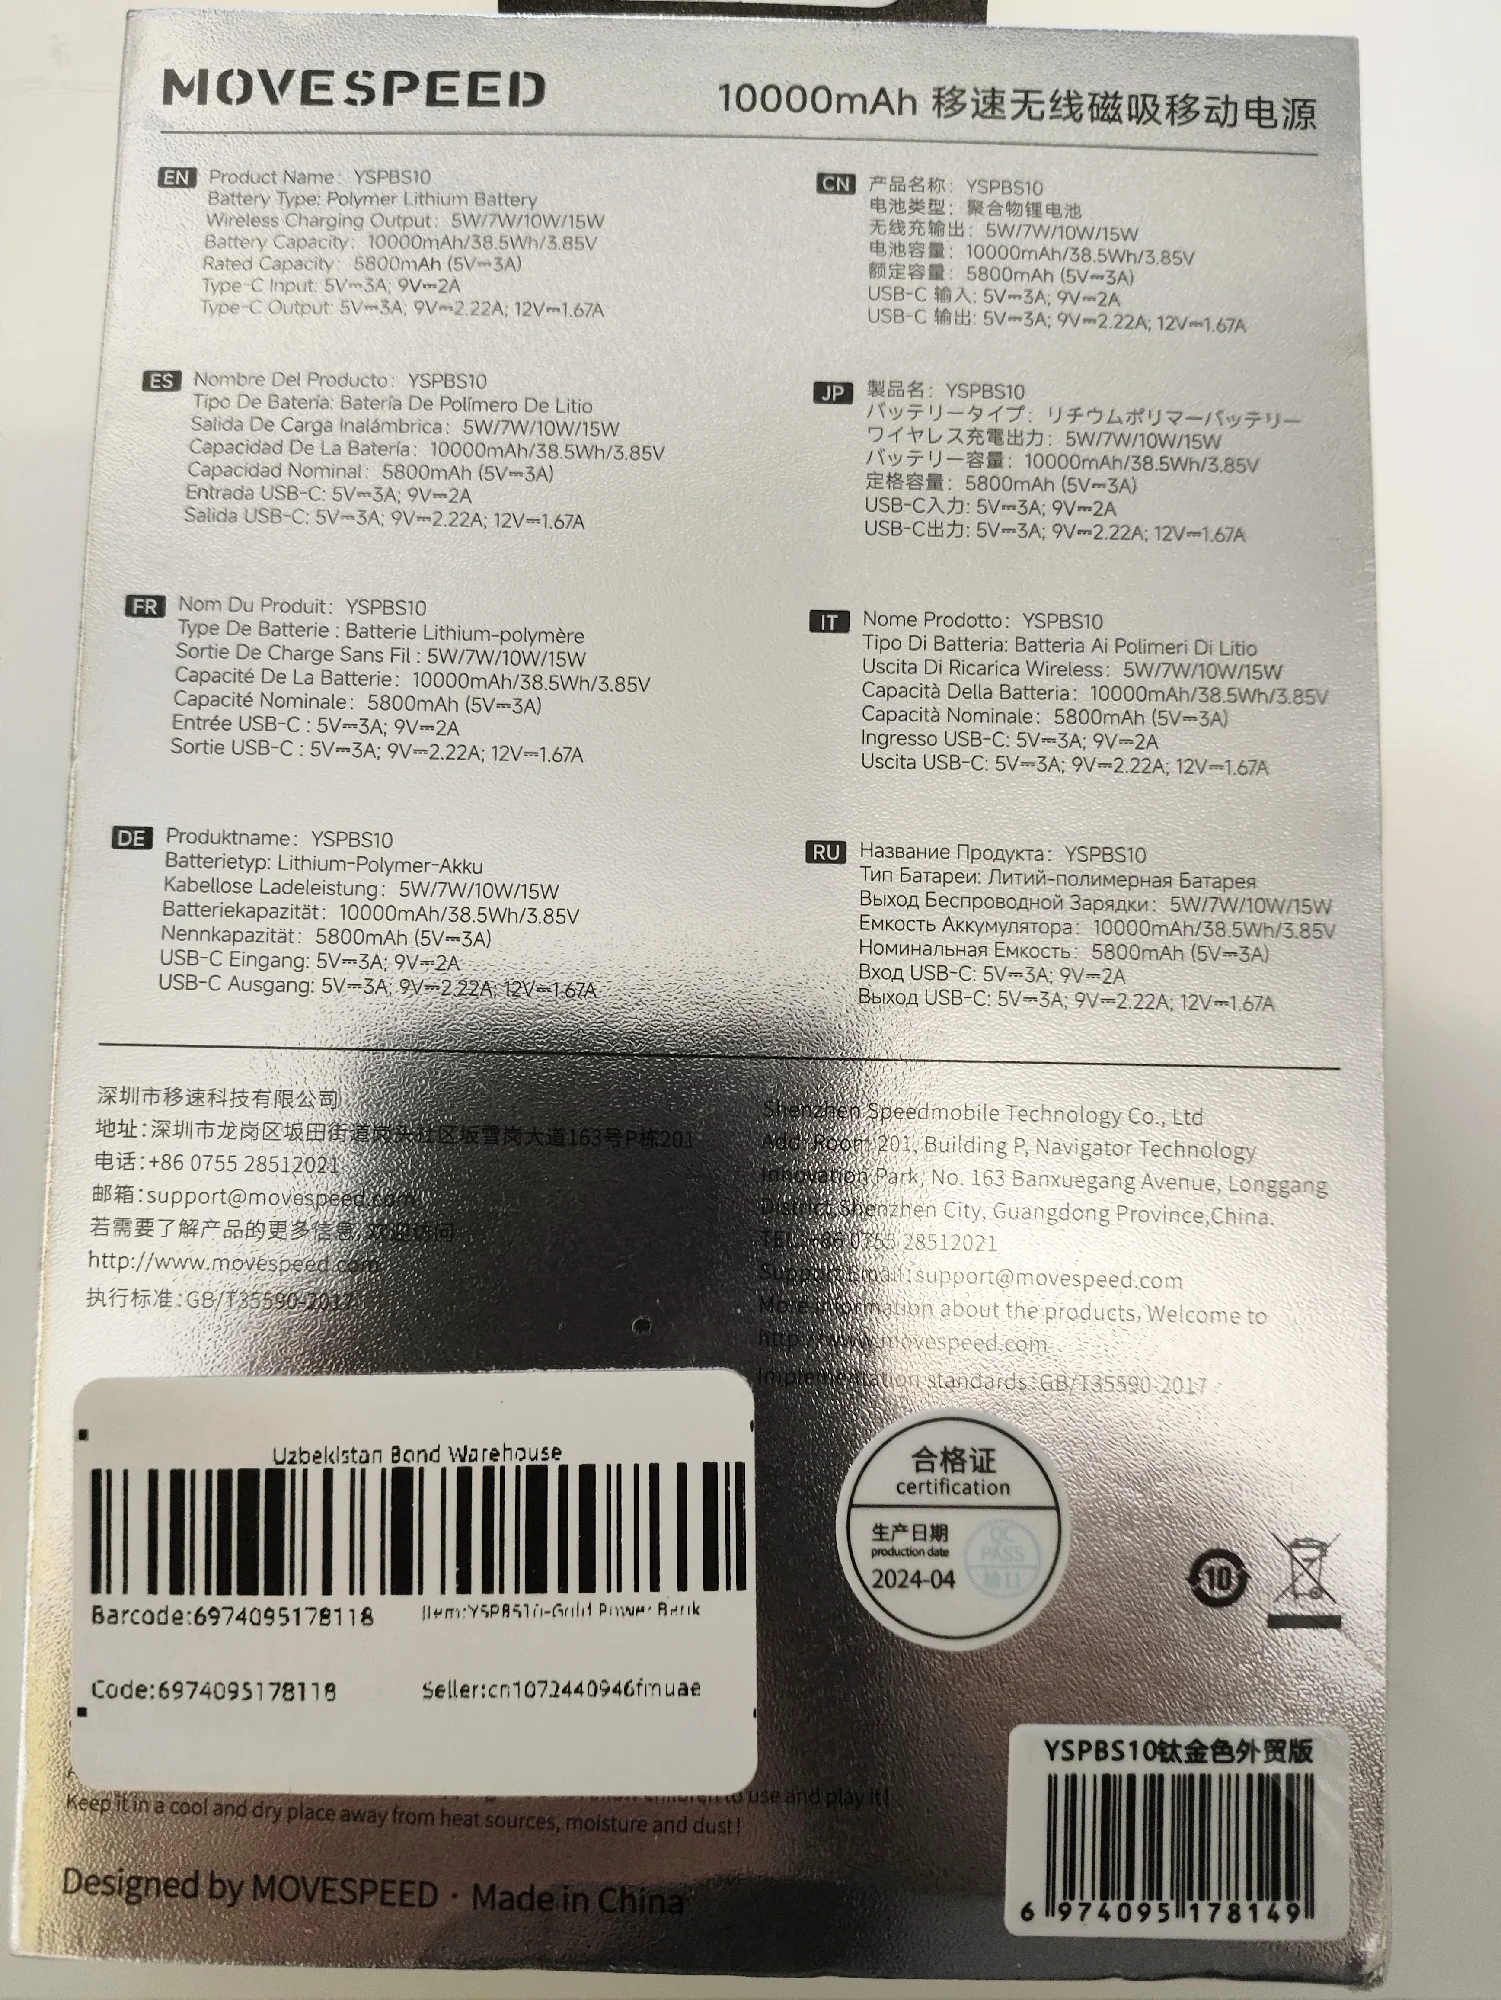 MOVESPEED
10000mAh 移速无线磁吸移动电源
EN Product Name: YSPBS10
Battery Type: Polymer Lithium Battery
Wireless Charging Output: 5W/7W/10W/15W
Battery Capacity: 10000mAh/38.5Wh/3.85V
Rated Capacity: 5800mAh (5V⎓3A)
Type-C Input: 5V⎓3A; 9V⎓2A
Type-C Output: 5V⎓3A; 9V⎓2.22A; 12V⎓1.67A
CN 产品名称: YSPBS10
电池类型: 聚合物锂电池
无线充输出: 5W/7W/10W/15W
电池容量: 10000mAh/38.5Wh/3.85V
额定容量: 5800mAh (5V⎓3A)
USB-C 输入: 5V⎓3A; 9V⎓2A
USB-C 输出: 5V⎓3A; 9V⎓2.22A; 12V⎓1.67A
ES Nombre Del Producto: YSPBS10
Tipo De Batería: Batería De Polímero De Litio
Salida De Carga Inalámbrica: 5W/7W/10W/15W
Capacidad De La Batería: 10000mAh/38.5Wh/3.85V
Capacidad Nominal: 5800mAh (5V⎓3A)
Entrada USB-C: 5V⎓3A; 9V⎓2A
Salida USB-C: 5V⎓3A; 9V⎓2.22A; 12V⎓1.67A
JP 製品名: YSPBS10
バッテリータイプ: リチウムポリマーバッテリー
ワイヤレス充電出力: 5W/7W/10W/15W
バッテリー容量: 10000mAh/38.5Wh/3.85V
定格容量: 5800mAh (5V⎓3A)
USB-C入力: 5V⎓3A; 9V⎓2A
USB-C出力: 5V⎓3A; 9V⎓2.22A; 12V⎓1.67A
FR Nom Du Produit: YSPBS10
Type De Batterie : Batterie Lithium-polymère
Sortie De Charge Sans Fil : 5W/7W/10W/15W
Capacité De La Batterie: 10000mAh/38.5Wh/3.85V
Capacité Nominale: 5800mAh (5V⎓3A)
Entrée USB-C : 5V⎓3A; 9V⎓2A
Sortie USB-C : 5V⎓3A; 9V⎓2.22A; 12V⎓1.67A
IT Nome Prodotto: YSPBS10
Tipo Di Batteria: Batteria Ai Polimeri Di Litio
Uscita Di Ricarica Wireless: 5W/7W/10W/15W
Capacità Della Batteria: 10000mAh/38.5Wh/3.85V
Capacità Nominale: 5800mAh (5V⎓3A)
Ingresso USB-C: 5V⎓3A; 9V⎓2A
Uscita USB-C: 5V⎓3A; 9V⎓2.22A; 12V⎓1.67A
DE Produktname: YSPBS10
Batterietyp: Lithium-Polymer-Akku
Kabellose Ladeleistung: 5W/7W/10W/15W
Batteriekapazität: 10000mAh/38.5Wh/3.85V
Nennkapazität: 5800mAh (5V⎓3A)
USB-C Eingang: 5V⎓3A; 9V⎓2A
USB-C Ausgang: 5V⎓3A; 9V⎓2.22A; 12V⎓1.67A
RU Название Продукта: YSPBS10
Тип Батареи: Литий-полимерная Батарея
Выход Беспроводной Зарядки: 5W/7W/10W/15W
Емкость Аккумулятора: 10000mAh/38.5Wh/3.85V
Номинальная Емкость: 5800mAh (5V⎓3A)
Вход USB-C: 5V⎓3A; 9V⎓2A
Выход USB-C: 5V⎓3A; 9V⎓2.22A; 12V⎓1.67A
深圳市移速科技有限公司
地址:深圳市龙岗区坂田街道岗头社区坂雪岗大道163号P栋201
电话:+86 0755 28512021
邮箱:support@movespeed.com
若需要了解产品的更多信息,欢迎访问
http://www.movespeed.com
执行标准:GB/T35590-2017
Shenzhen Speedmobile Technology Co., Ltd
Add: Room 201, Building P, Navigator Technology
Innovation Park, No. 163 Banxuegang Avenue, Longgang
District,Shenzhen City, Guangdong Province,China.
TEL:+86 0755 28512021
Support Email:support@movespeed.com
More information about the products, Welcome to
http://www.movespeed.com
Implementation standards:GB/T35590-2017
Uzbekistan Bond Warehouse
Barcode:6974095178118 Item:YSPBS10-Gold Power Bank
Code:6974095178118 Seller:cn1072440946fmuae
合格证
certification
生产日期
production date
2024-04
QC
PASS
11
10
children to use and play it!
Keep it in a cool and dry place away from heat sources, moisture and dust!
Designed by MOVESPEED · Made in China
YSPBS10钛金色外贸版
6 974095 178149